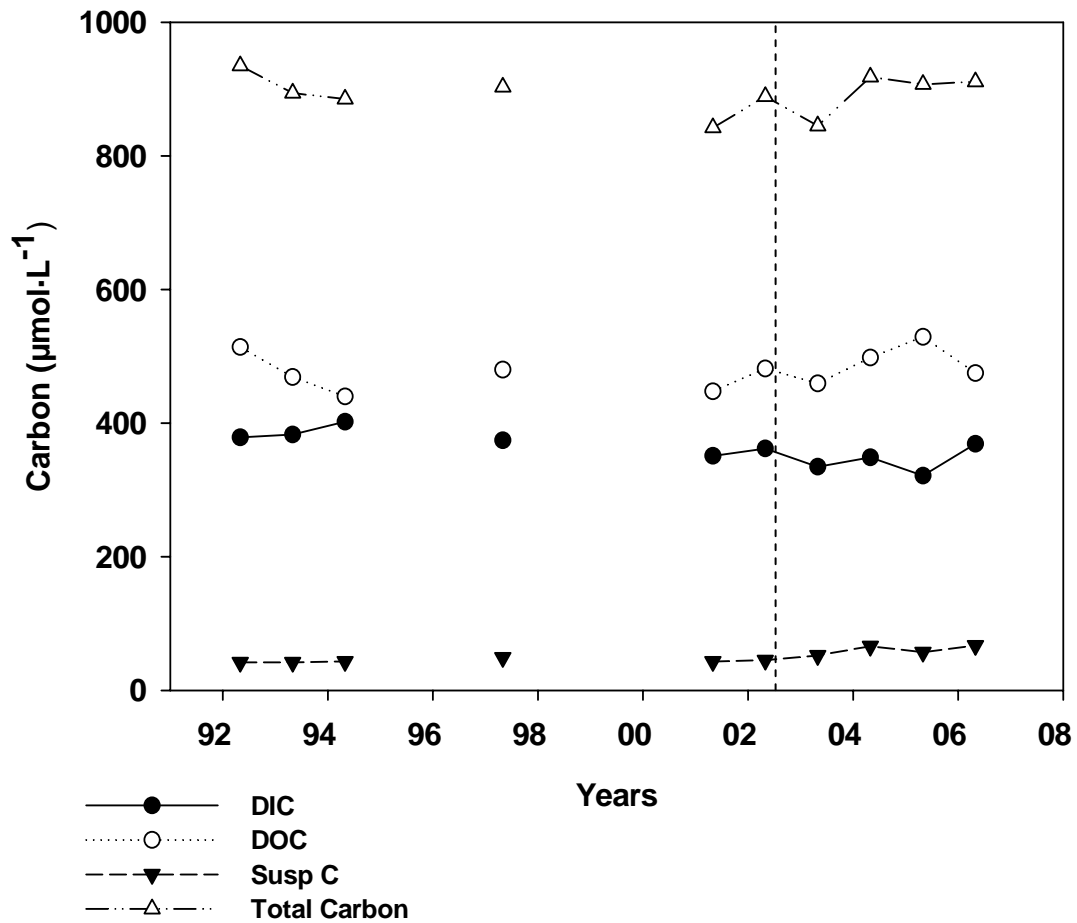 1000
800
600
400
200
0
Carbon (µmol·L-1)
92 94 96 98 00 02 04 06 08
Years
DIC
DOC
Susp C
Total Carbon